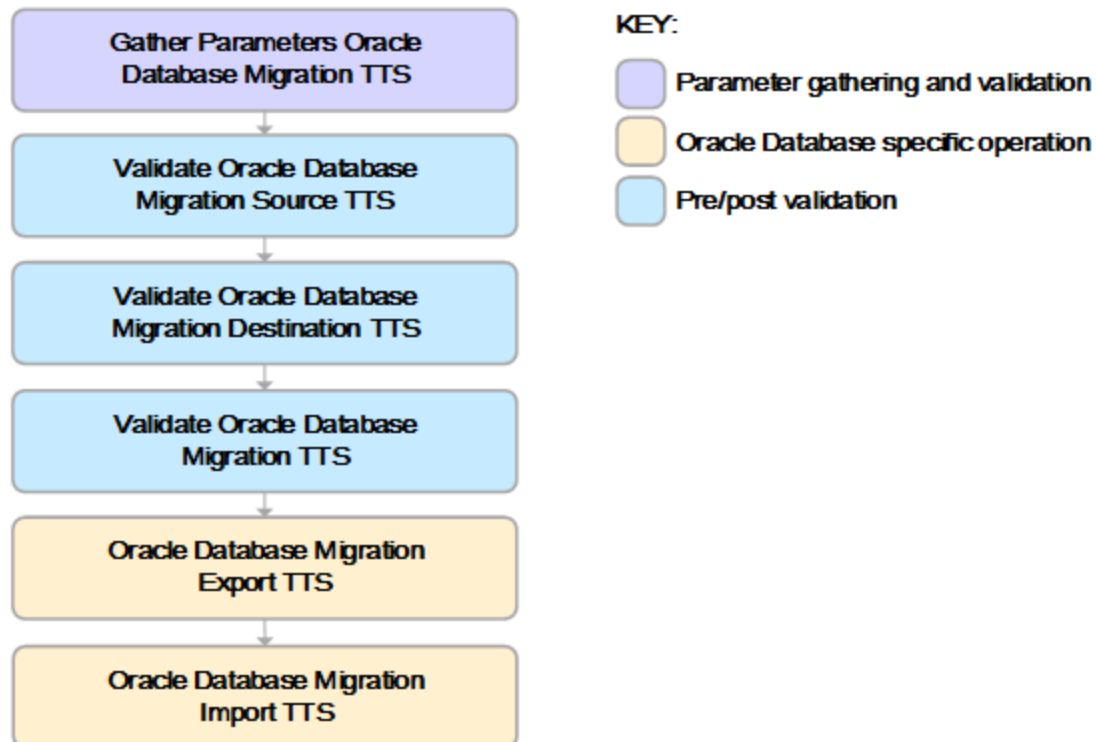 Gather Parameters Oracle
Database Migration TTS
Validate Oracle Database
Migration Source TTS
Validate Oracle Database
Migration Destination TTS
Validate Oracle Database
Migration TTS
Oracle Database Migration
Export TTS
Oracle Database Migration
Import TTS
KEY:
Parameter gathering and validation
Oracle Database specific operation
Pre/post validation